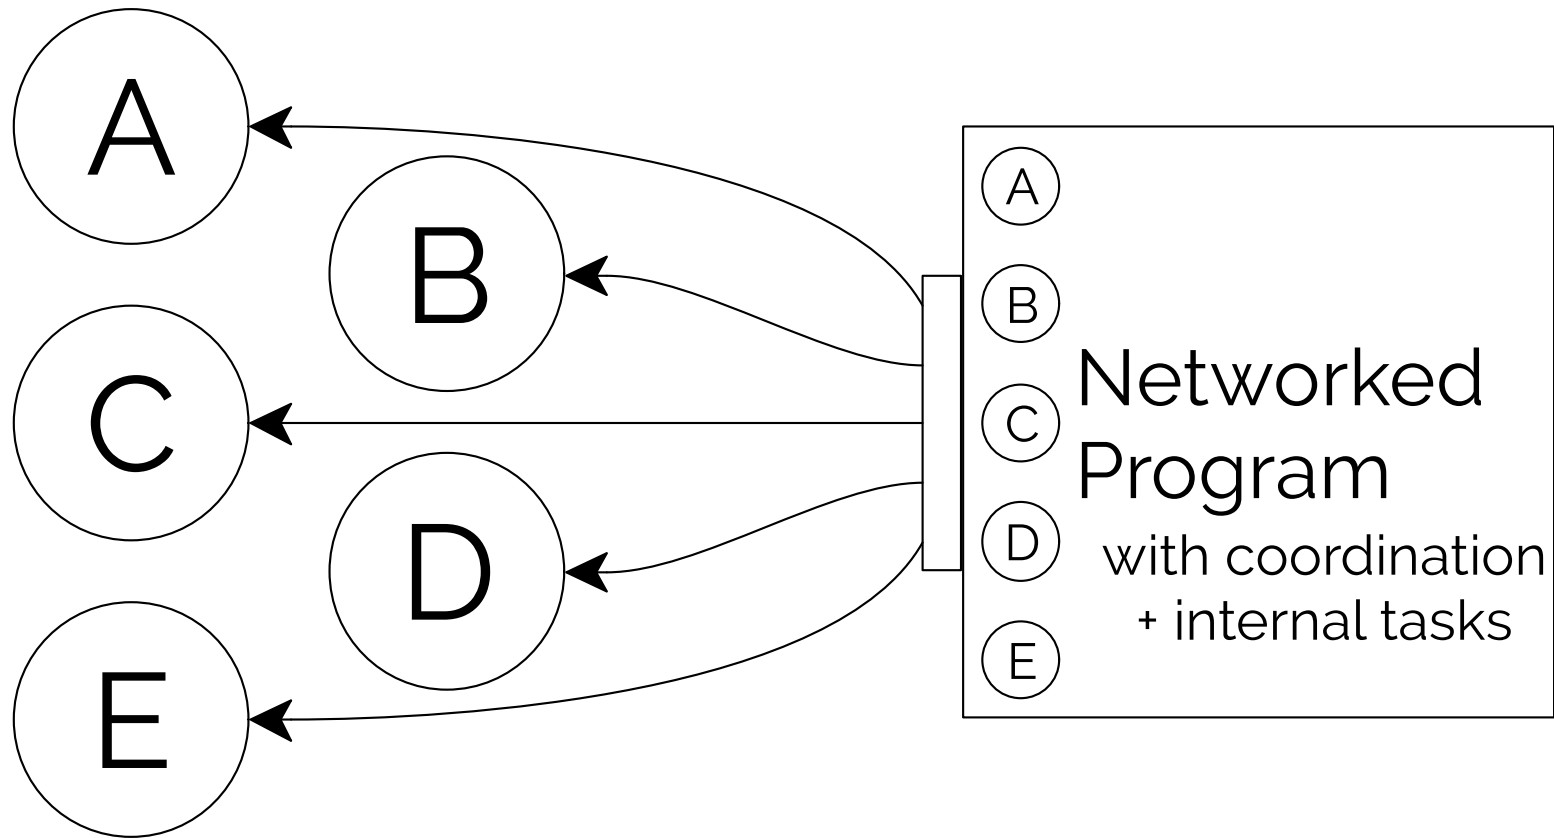 A
B
C
D
E
A
B
C
D
E
Networked
Program
with coordination
+ internal tasks